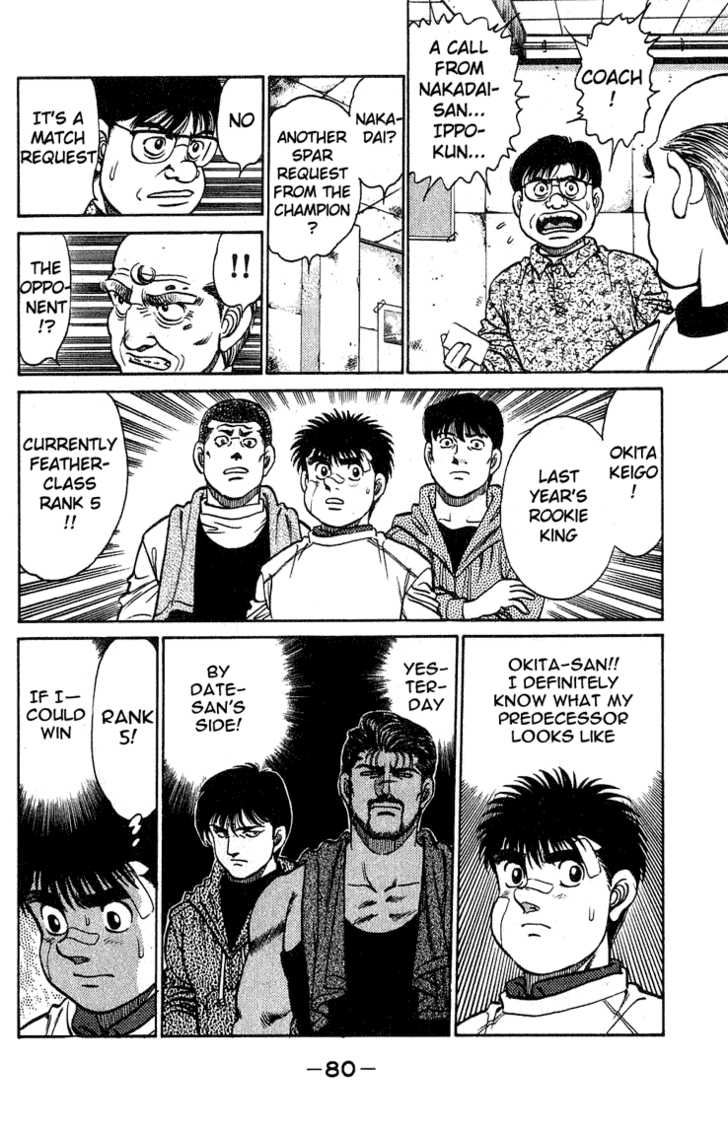 COACH
!
A CALL
FROM
NAKADAI-
SAN...
IPPO-
KUN...
NAKA-
DAI?
ANOTHER
SPAR
REQUEST
FROM THE
CHAMPION
?
NO
IT'S A
MATCH
REQUEST
!!
THE
OPPO-
NENT
!?
OKITA
KEIGO
!
LAST
YEAR'S
ROOKIE
KING
CURRENTLY
FEATHER-
CLASS
RANK 5
!!
OKITA-SAN!!
I DEFINITELY
KNOW WHAT MY
PREDECESSOR
LOOKS LIKE
YES-
TER-
DAY
BY
DATE-
SAN'S
SIDE!
RANK
5!
IF I—
COULD
WIN
—80—